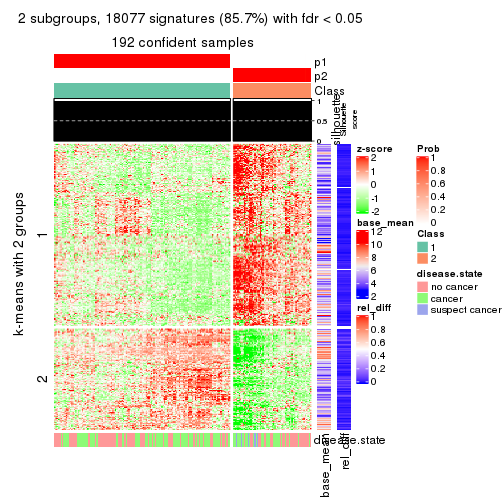 2 subgroups, 18077 signatures (85.7%) with fdr < 0.05
192 confident samples
p1
p2
Class
1
0.5
0
silhouette
Silhouette
score
k-means with 2 groups
1
2
disease.state
base_mean
rel_diff
z-score
2
1
0
-1
-2
base_mean
12
10
8
6
4
2
rel_diff
1
0.8
0.6
0.4
0.2
0
Prob
1
0.8
0.6
0.4
0.2
0
Class
1
2
disease.state
no cancer
cancer
suspect cancer